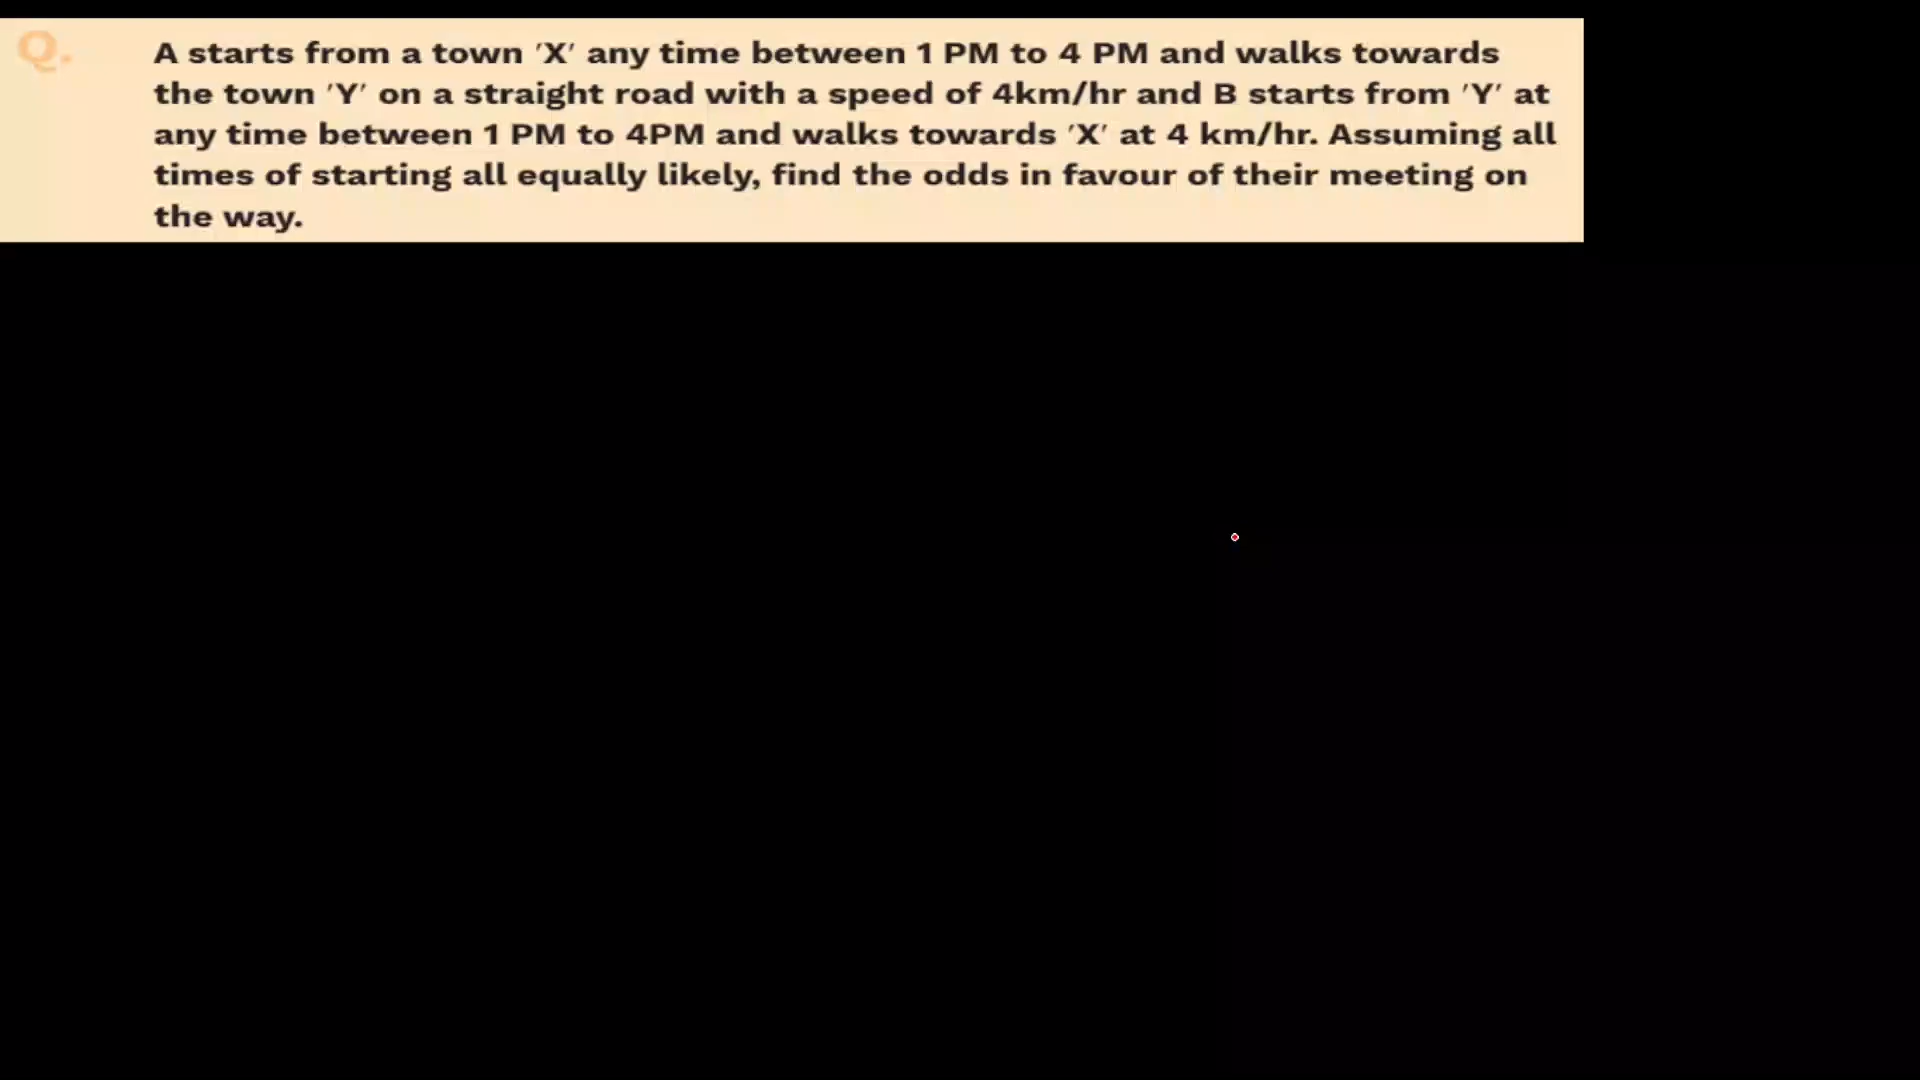 Q.
A starts from a town ′X′ any time between 1 PM to 4 PM and walks towards
the town ′Y′ on a straight road with a speed of 4km/hr and B starts from ′Y′ at
any time between 1 PM to 4PM and walks towards ′X′ at 4 km/hr. Assuming all
times of starting all equally likely, find the odds in favour of their meeting on
the way.